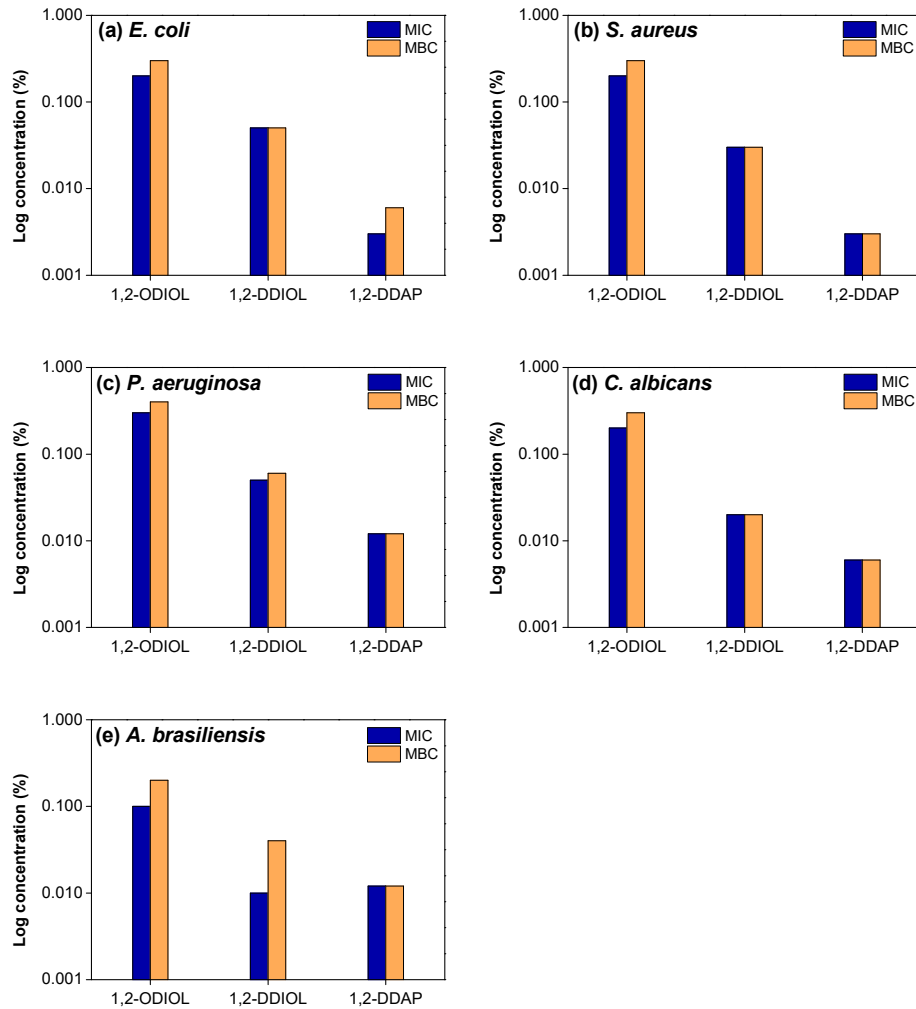 (a) E. coli
MIC
MBC
Log concentration (%)
1.000
0.100
0.010
0.001
1,2-ODIOL
1,2-DDIOL
1,2-DDAP
(b) S. aureus
MIC
MBC
Log concentration (%)
1.000
0.100
0.010
0.001
1,2-ODIOL
1,2-DDIOL
1,2-DDAP
(c) P. aeruginosa
MIC
MBC
Log concentration (%)
1.000
0.100
0.010
0.001
1,2-ODIOL
1,2-DDIOL
1,2-DDAP
(d) C. albicans
MIC
MBC
Log concentration (%)
1.000
0.100
0.010
0.001
1,2-ODIOL
1,2-DDIOL
1,2-DDAP
(e) A. brasiliensis
MIC
MBC
Log concentration (%)
1.000
0.100
0.010
0.001
1,2-ODIOL
1,2-DDIOL
1,2-DDAP